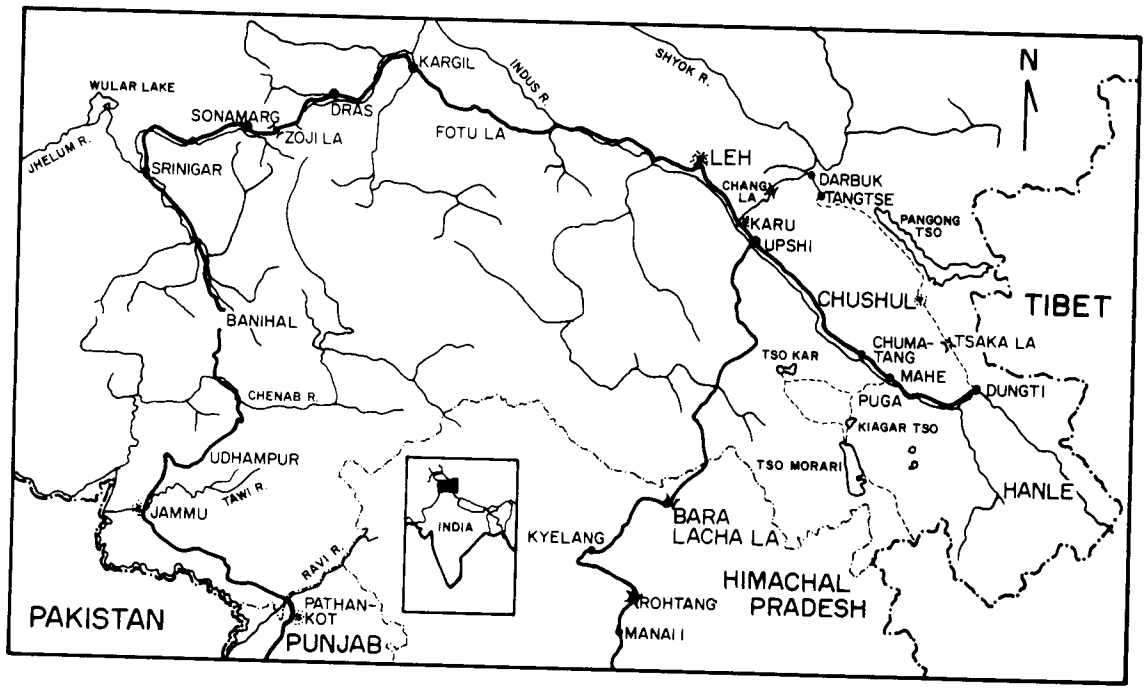 KARGIL
INDUS R.
SHYOK R.
N
WULAR LAKE
SONAMARG
DRAS
ZOJI LA
FOTU LA
JHELUM R.
SRINIGAR
LEH
CHANG
LA
DARBUK
TANGTSE
KARU
UPSHI
PANGONG
TSO
CHUSHUL
TIBET
BANIHAL
TSAKA LA
CHUMA-
TANG
TSO KAR
MAHE
DUNGTI
PUGA
CHENAB R.
KIAGAR TSO
UDHAMPUR
TAWI R.
TSO MORARI
HANLE
JAMMU
INDIA
BARA
LACHA LA
KYELANG
RAVI R.
HIMACHAL
PRADESH
ROHTANG
PATHAN-
KOT
PAKISTAN
PUNJAB